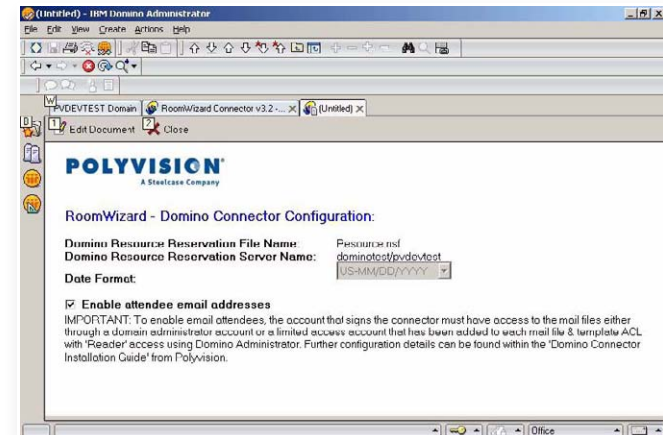 (Untitled) - IBM Domino Administrator
File Edit View Create Actions Help
W
PVDEVTEST Domain
RoomWizard Connector v3.2 -...
(Untitled)
1 Edit Document 2 Close
POLYVISION
A Steelcase Company
RoomWizard - Domino Connector Configuration:
Domino Resource Reservation File Name: Resource.nsf
Domino Resource Reservation Server Name: dominotest/pvdevtest
Date Format: US-MM/DD/YYYY
Enable attendee email addresses
IMPORTANT: To enable email attendees, the account that signs the connector must have access to the mail files either
through a domain administrator account or a limited access account that has been added to each mail file & template ACL
with 'Reader' access using Domino Administrator. Further configuration details can be found within the 'Domino Connector
Installation Guide' from Polyvision.
Office